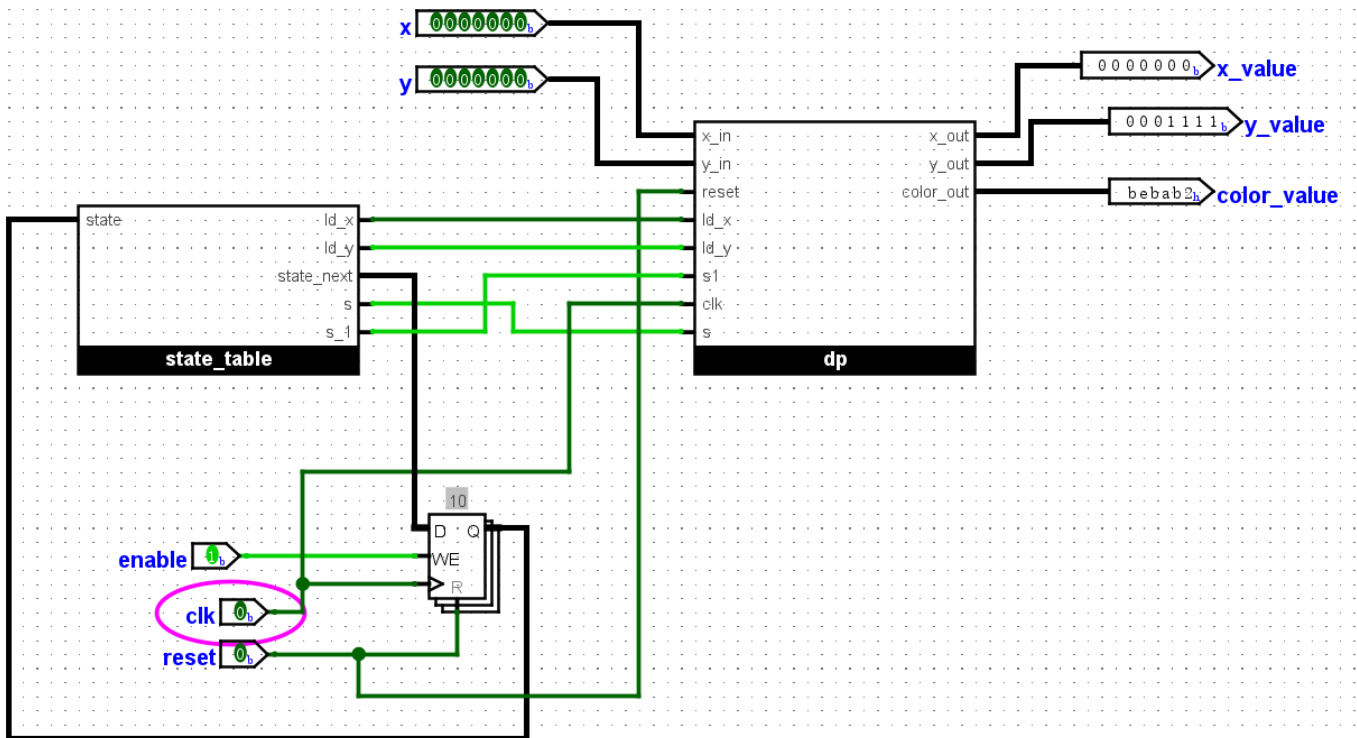 x 0000000b
y 0000000b
0000000b x_value
0001111b y_value
bebab2h color_value
x_in x_out
y_in y_out
reset color_out
ld_x
ld_y
s1
clk
s
dp
state ld_x
ld_y
state_next
s
s_1
state_table
10
D Q
WE
R
enable 1b
clk 0b
reset 0b